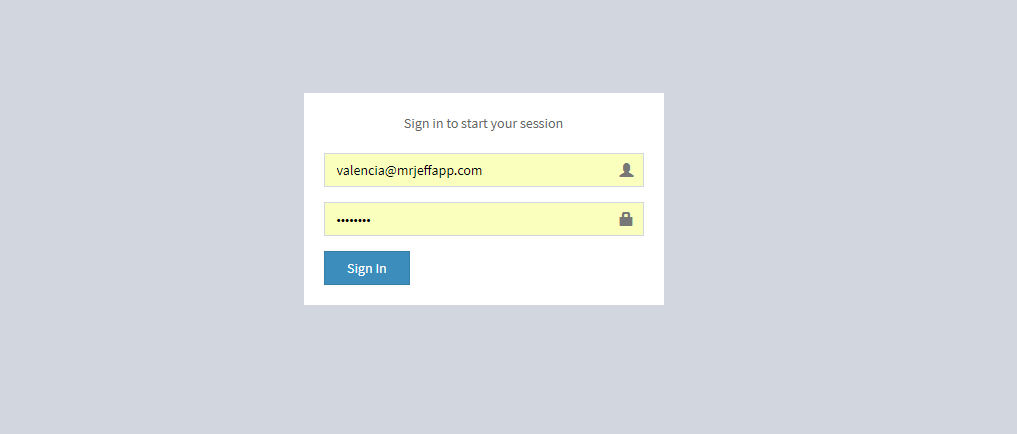 Sign in to start your session
valencia@mrjeffapp.com
••••••••
Sign In